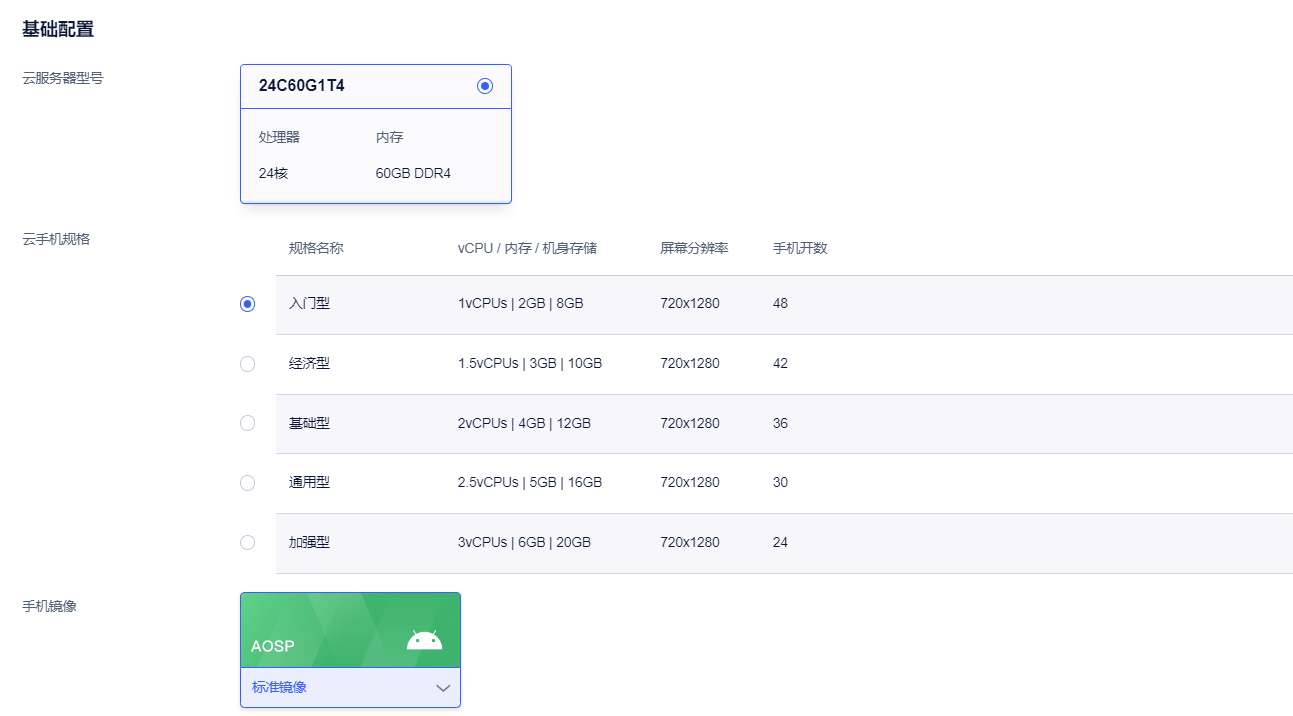 基础配置
云服务器型号
24C60G1T4
处理器 内存
24核 60GB DDR4
云手机规格
规格名称 vCPU / 内存 / 机身存储 屏幕分辨率 手机开数
入门型 1vCPUs | 2GB | 8GB 720x1280 48
经济型 1.5vCPUs | 3GB | 10GB 720x1280 42
基础型 2vCPUs | 4GB | 12GB 720x1280 36
通用型 2.5vCPUs | 5GB | 16GB 720x1280 30
加强型 3vCPUs | 6GB | 20GB 720x1280 24
手机镜像
AOSP
标准镜像